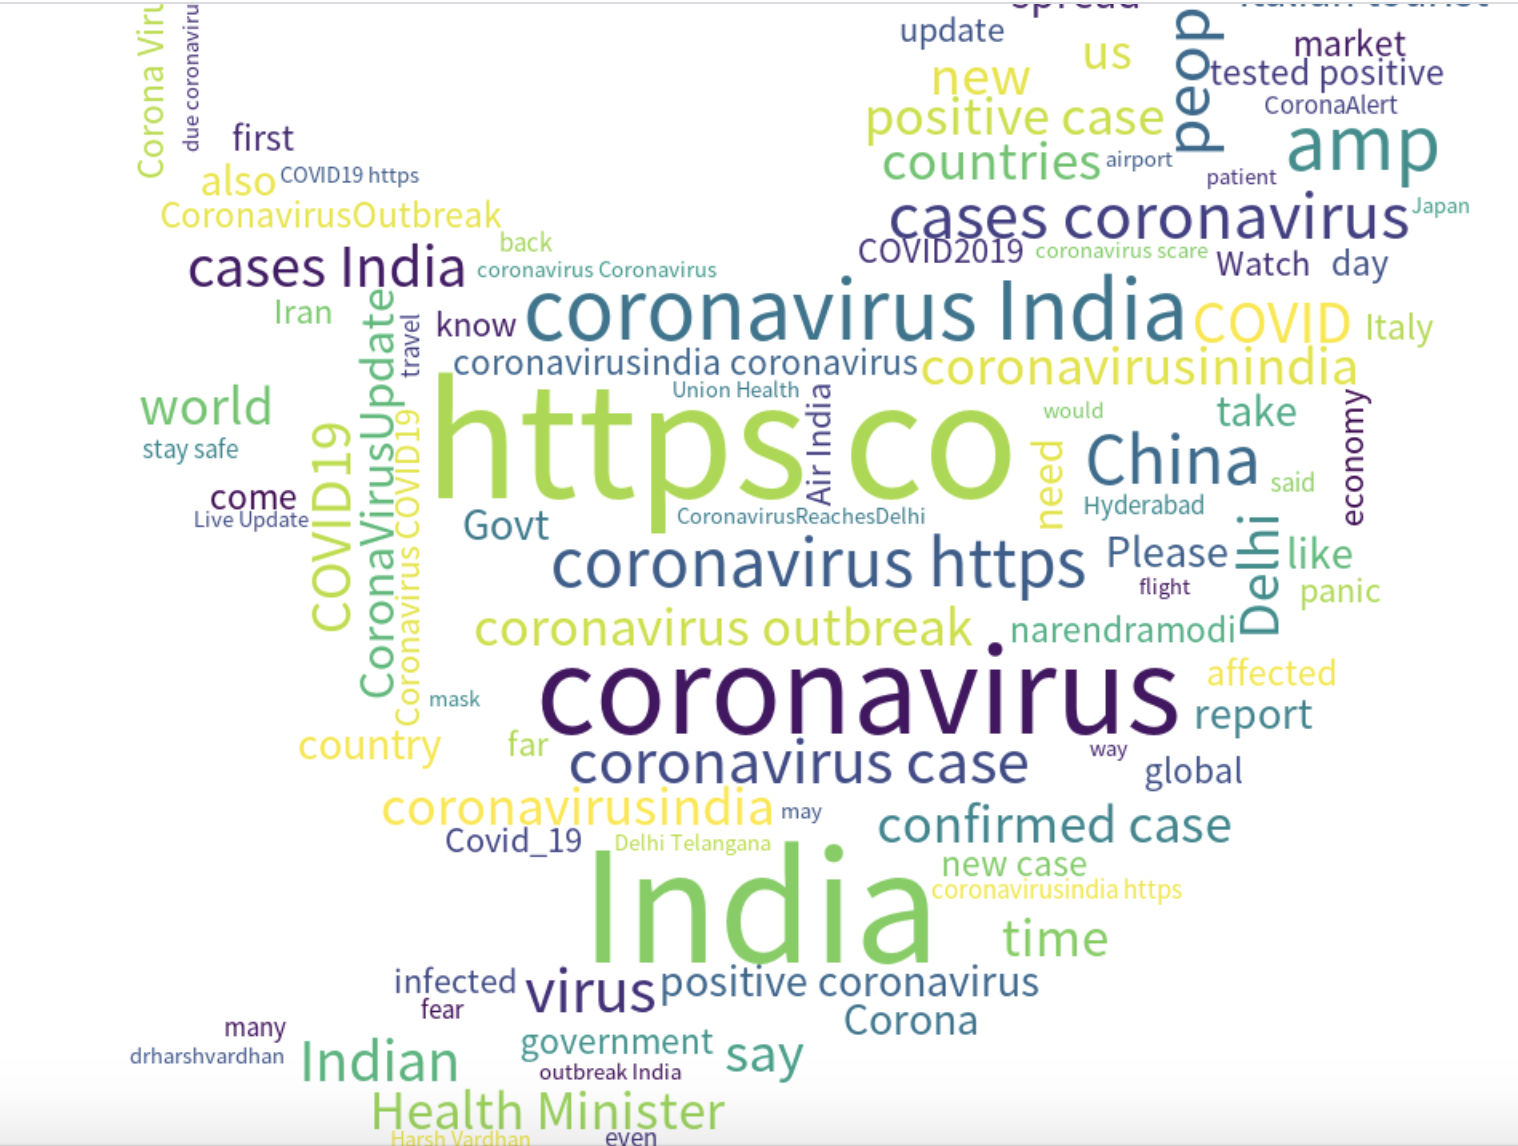 spread
Italian tourist
Corona Viru
due coronaviru
update
us
peop
market
new
tested positive
CoronaAlert
positive case
first
countries
airport
amp
also
COVID19 https
patient
CoronavirusOutbreak
cases coronavirus
Japan
back
COVID2019
coronavirus scare
Watch
day
cases India
coronavirus Coronavirus
Iran
CoronaVirusUpdate
travel
know
coronavirus India
COVID
Italy
coronavirusindia coronavirus
coronavirusinindia
Union Health
world
Coronavirus COVID19
https co
Air India
would
take
economy
stay safe
COVID19
need
China
said
come
Live Update
Govt
CoronavirusReachesDelhi
Hyderabad
coronavirus https
Please
Delhi
like
flight
panic
coronavirus outbreak
narendramodi
mask
coronavirus
affected
report
country
far
coronavirus case
way
global
coronavirusindia
may
confirmed case
Covid_19
Delhi Telangana
new case
India
coronavirusindia https
time
infected
virus
positive coronavirus
fear
Corona
many
government
say
drharshvardhan
Indian
outbreak India
Health Minister
Harsh Vardhan
even